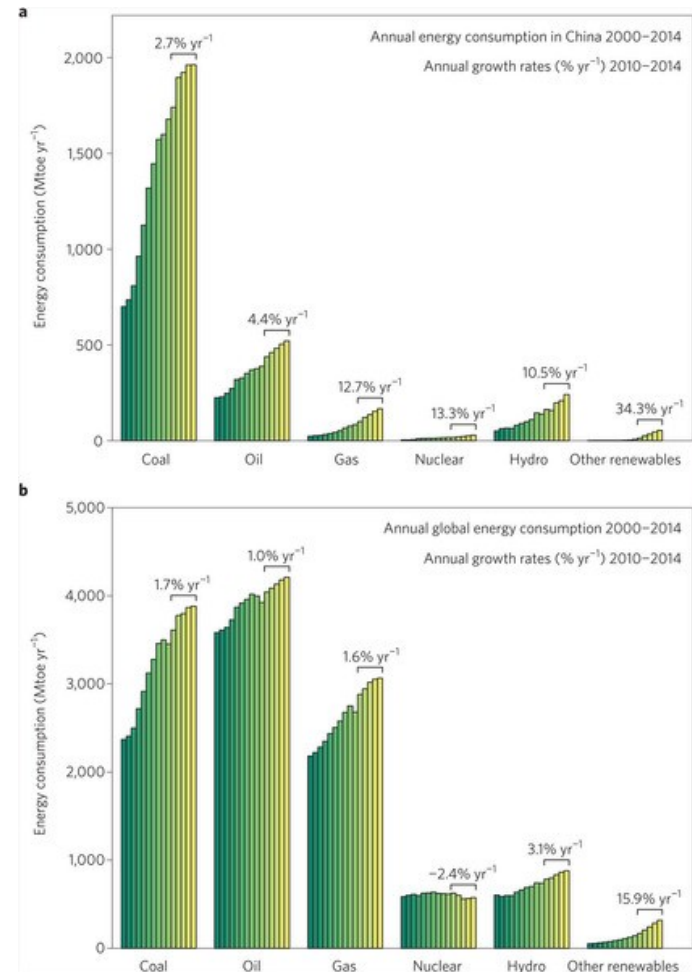 a
Annual energy consumption in China 2000–2014
Annual growth rates (% yr⁻¹) 2010–2014
Energy consumption (Mtoe yr⁻¹)
2,000
1,500
1,000
500
0
2.7% yr⁻¹
4.4% yr⁻¹
12.7% yr⁻¹
13.3% yr⁻¹
10.5% yr⁻¹
34.3% yr⁻¹
Coal
Oil
Gas
Nuclear
Hydro
Other renewables
b
Annual global energy consumption 2000–2014
Annual growth rates (% yr⁻¹) 2010–2014
Energy consumption (Mtoe yr⁻¹)
5,000
4,000
3,000
2,000
1,000
0
1.7% yr⁻¹
1.0% yr⁻¹
1.6% yr⁻¹
−2.4% yr⁻¹
3.1% yr⁻¹
15.9% yr⁻¹
Coal
Oil
Gas
Nuclear
Hydro
Other renewables